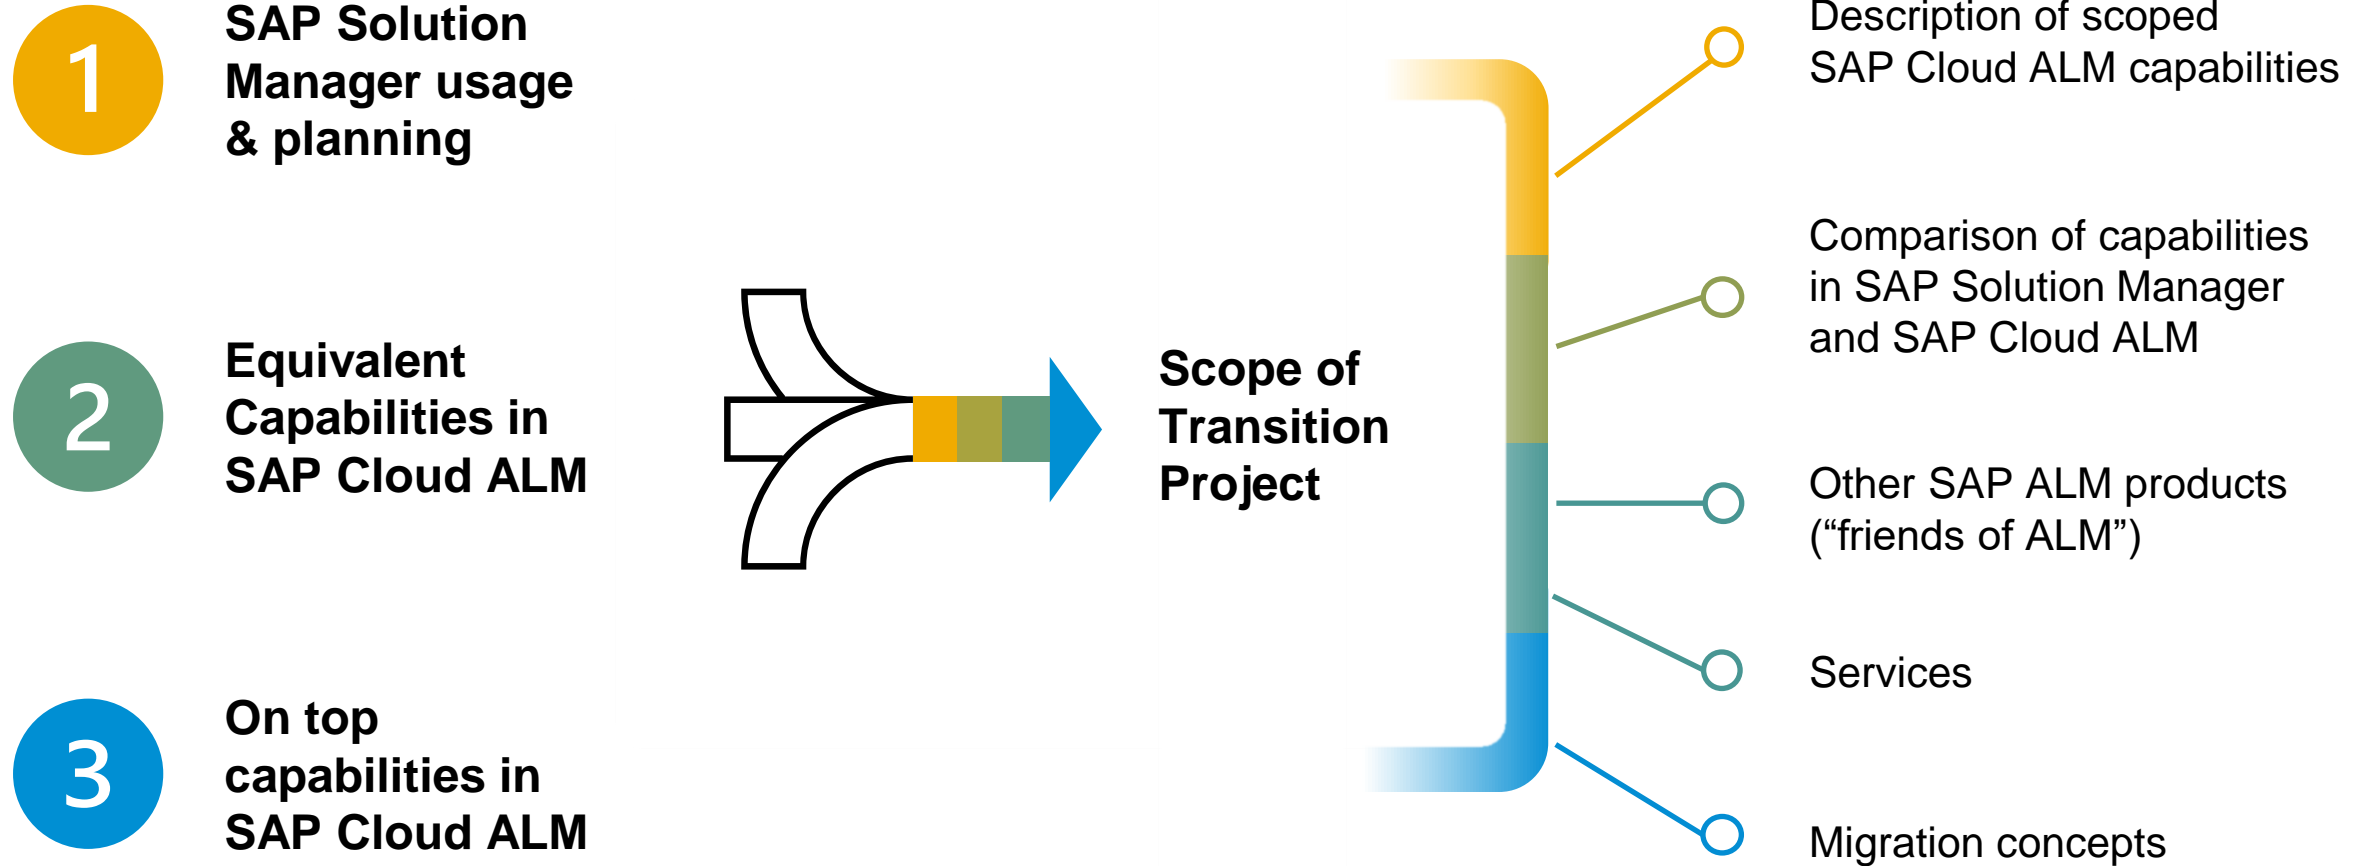 1
SAP Solution
Manager usage
& planning
2
Equivalent
Capabilities in
SAP Cloud ALM
3
On top
capabilities in
SAP Cloud ALM
Scope of
Transition
Project
Description of scoped
SAP Cloud ALM capabilities
Comparison of capabilities
in SAP Solution Manager
and SAP Cloud ALM
Other SAP ALM products
(“friends of ALM”)
Services
Migration concepts